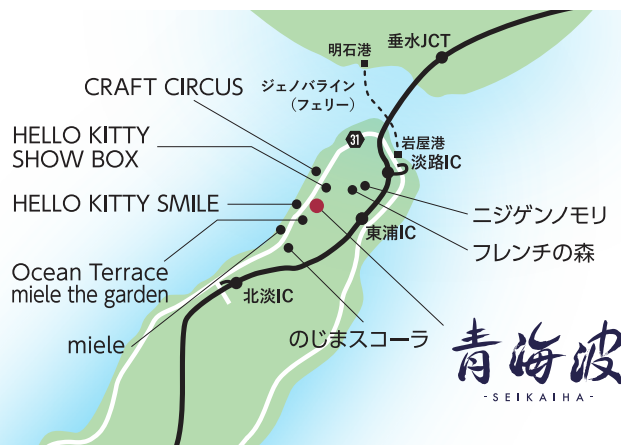 垂水JCT
明石港
ジェノバライン
（フェリー）
CRAFT CIRCUS
31
岩屋港
淡路IC
HELLO KITTY
SHOW BOX
HELLO KITTY SMILE
ニジゲンノモリ
東浦IC
フレンチの森
Ocean Terrace
miele the garden
北淡IC
miele
のじまスコーラ
青海波
-SEIKAIHA-